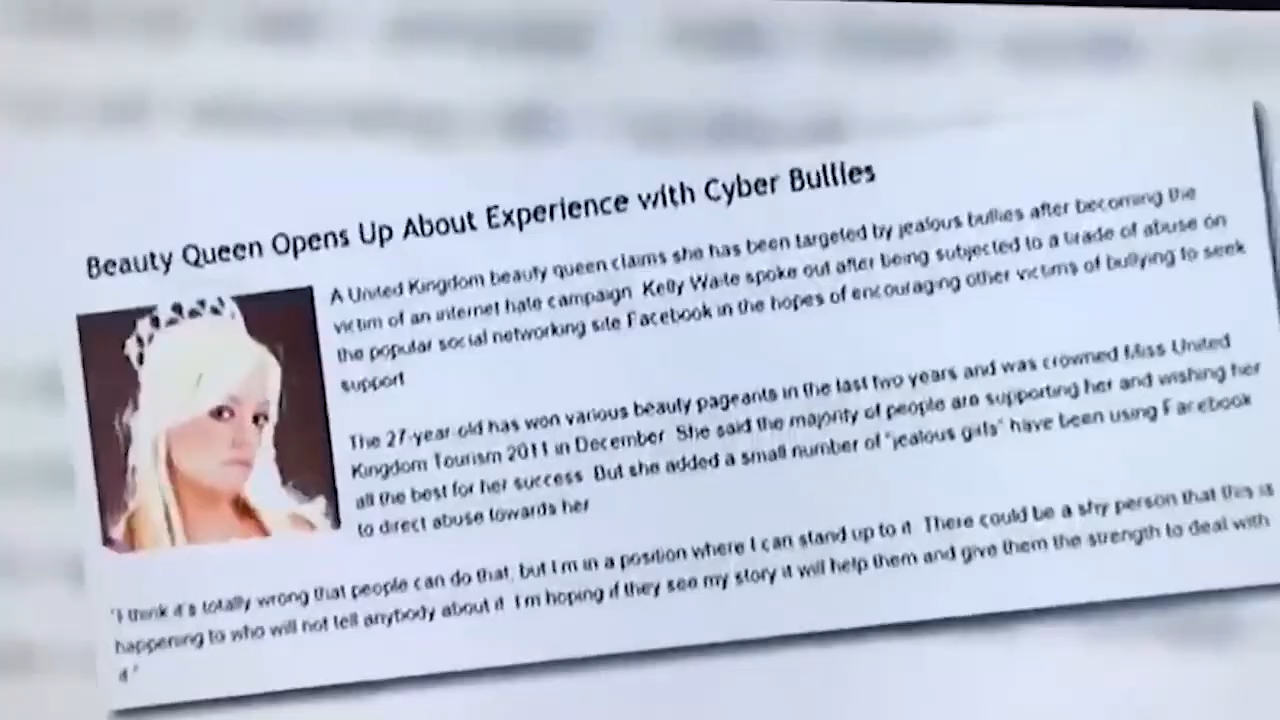 Beauty Queen Opens Up About Experience with Cyber Bullies
A United Kingdom beauty queen claims she has been targeted by jealous bullies after becoming the
victim of an internet hate campaign Kelly Waite spoke out after being subjected to a tirade of abuse on
the popular social networking site Facebook in the hopes of encouraging other victims of bullying to seek
support
The 27-year-old has won various beauty pageants in the last two years and was crowned Miss United
Kingdom Tourism 2011 in December She said the majority of people are supporting her and wishing her
all the best for her success But she added a small number of "jealous girls" have been using Facebook
to direct abuse towards her
"I think it's totally wrong that people can do that, but I'm in a position where I can stand up to it There could be a shy person that this is
happening to who will not tell anybody about it I'm hoping if they see my story it will help them and give them the strength to deal with
it"